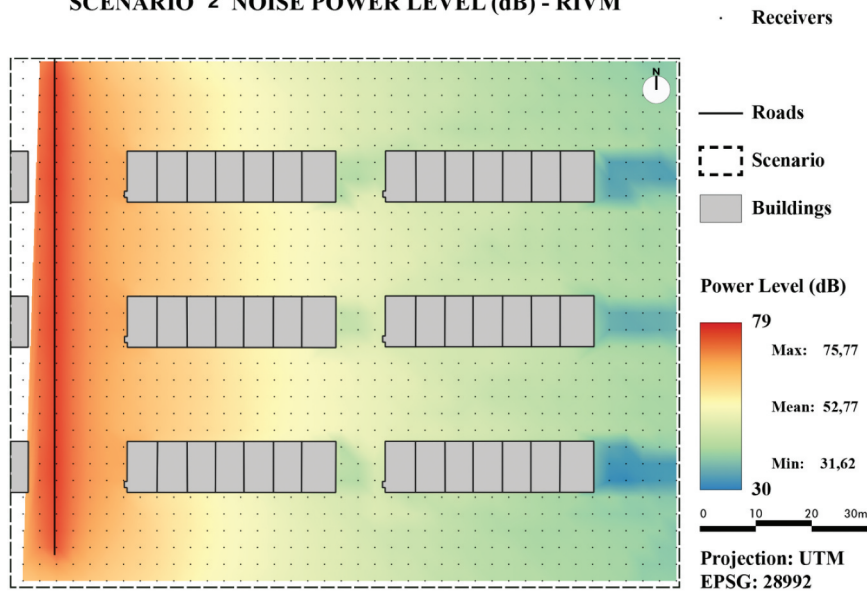 SCENARIO 2 NOISE POWER LEVEL (dB) - RIVM
N
Receivers
Roads
Scenario
Buildings
Power Level (dB)
79
Max: 75,77
Mean: 52,77
Min: 31,62
30
0 10 20 30m
Projection: UTM
EPSG: 28992